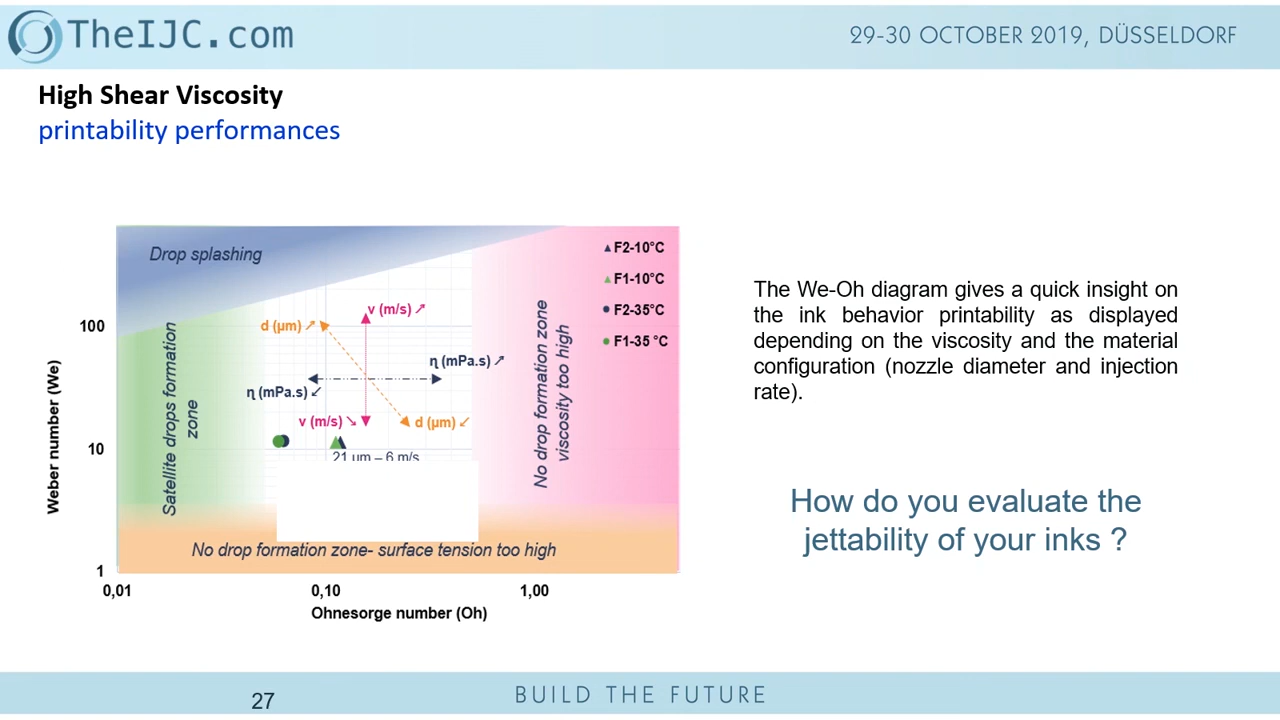 TheIJC.com
29-30 OCTOBER 2019, DÜSSELDORF
High Shear Viscosity
printability performances
Drop splashing
Satellite drops formation
zone
No drop formation zone
viscosity too high
No drop formation zone- surface tension too high
F2-10°C
F1-10°C
F2-35°C
F1-35 °C
v (m/s) ↗
d (µm) ↗
η (mPa.s) ↗
η (mPa.s) ↙
v (m/s) ↘
d (µm) ↙
21 µm – 6 m/s
100
10
1
Weber number (We)
0,01
0,10
1,00
Ohnesorge number (Oh)
The We-Oh diagram gives a quick insight on
the ink behavior printability as displayed
depending on the viscosity and the material
configuration (nozzle diameter and injection
rate).
How do you evaluate the
jettability of your inks ?
27
BUILD THE FUTURE